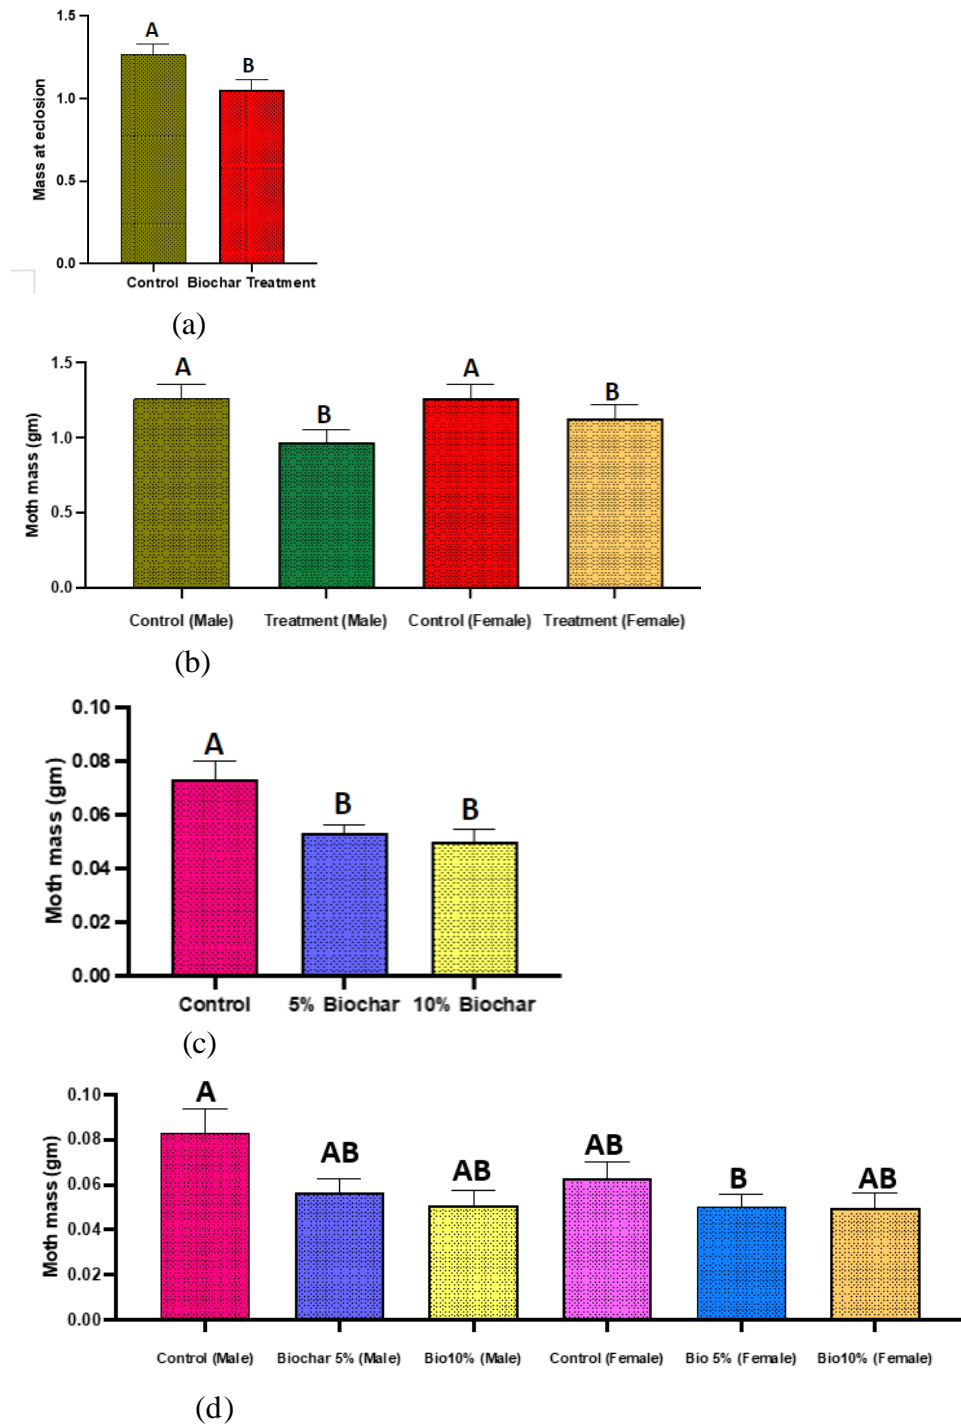 1.5
A
B
1.0
Mass at eclosion
0.5
0.0
Control Biochar Treatment
(a)
1.5
A
A
B
B
1.0
Moth mass (gm)
0.5
0.0
Control (Male) Treatment (Male) Control (Female) Treatment (Female)
(b)
0.10
A
0.08
B
B
0.06
Moth mass (gm)
0.04
0.02
0.00
Control 5% Biochar 10% Biochar
(c)
0.10
A
0.08
AB
AB
AB
B
AB
0.06
Moth mass (gm)
0.04
0.02
0.00
Control (Male) Biochar 5% (Male) Bio10% (Male) Control (Female) Bio 5% (Female) Bio10% (Female)
(d)